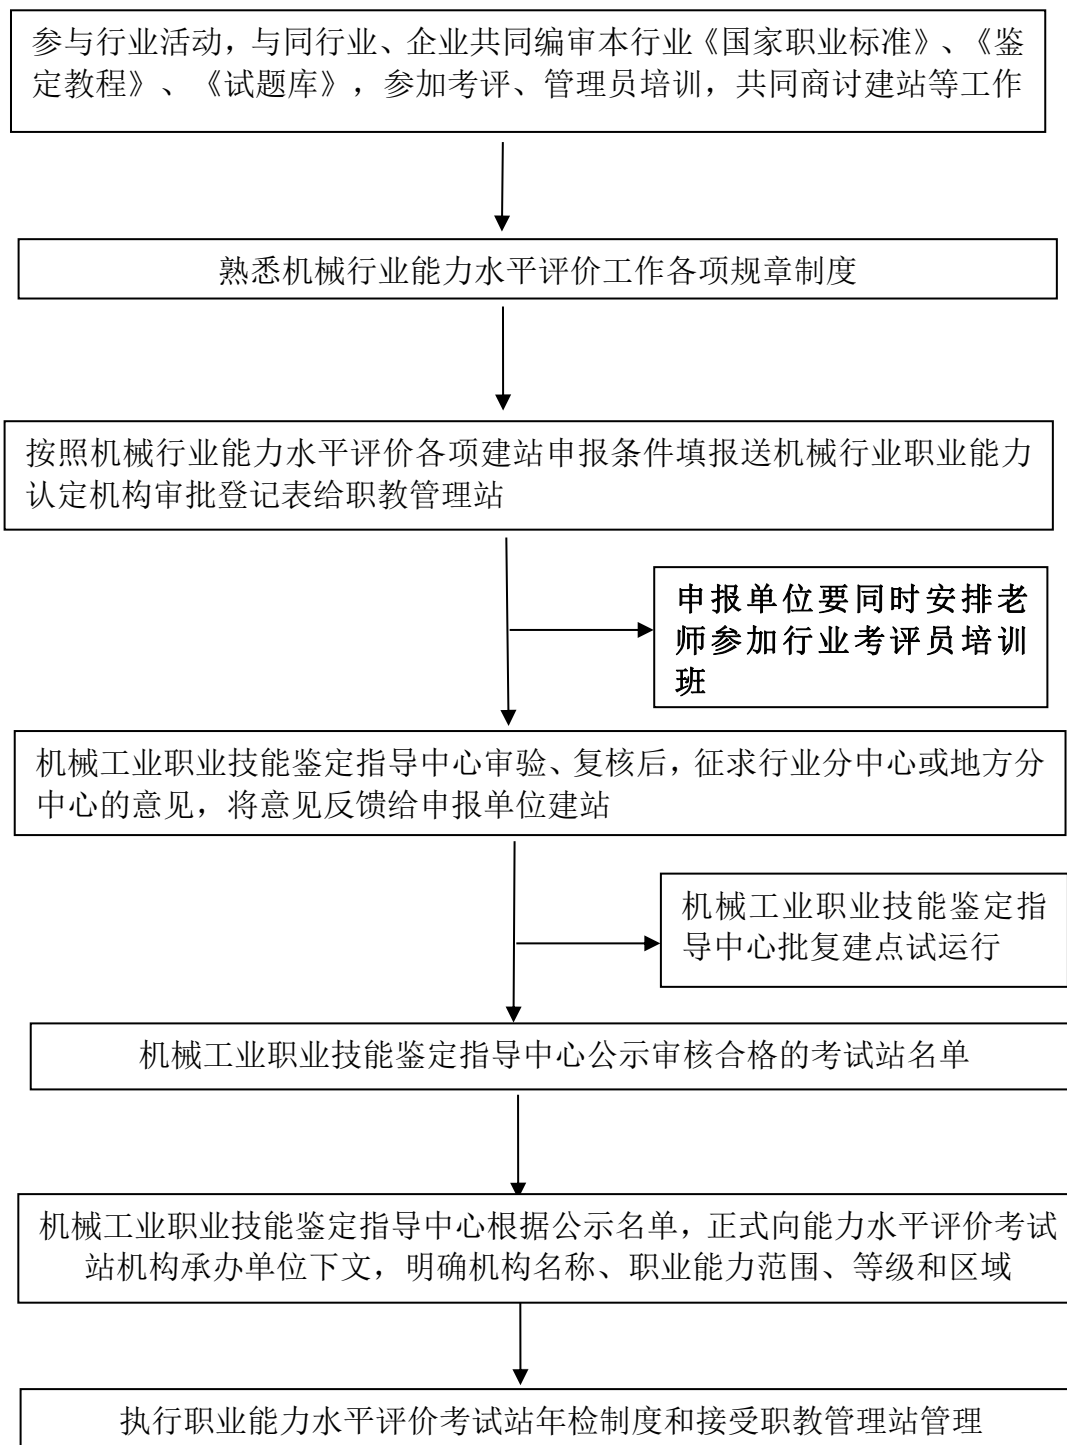 参与行业活动，与同行业、企业共同编审本行业《国家职业标准》、《鉴
定教程》、《试题库》，参加考评、管理员培训，共同商讨建站等工作
熟悉机械行业能力水平评价工作各项规章制度
按照机械行业能力水平评价各项建站申报条件填报送机械行业职业能力
认定机构审批登记表给职教管理站
申报单位要同时安排老
师参加行业考评员培训
班
机械工业职业技能鉴定指导中心审验、复核后，征求行业分中心或地方分
中心的意见，将意见反馈给申报单位建站
机械工业职业技能鉴定指
导中心批复建点试运行
机械工业职业技能鉴定指导中心公示审核合格的考试站名单
机械工业职业技能鉴定指导中心根据公示名单，正式向能力水平评价考试
站机构承办单位下文，明确机构名称、职业能力范围、等级和区域
执行职业能力水平评价考试站年检制度和接受职教管理站管理